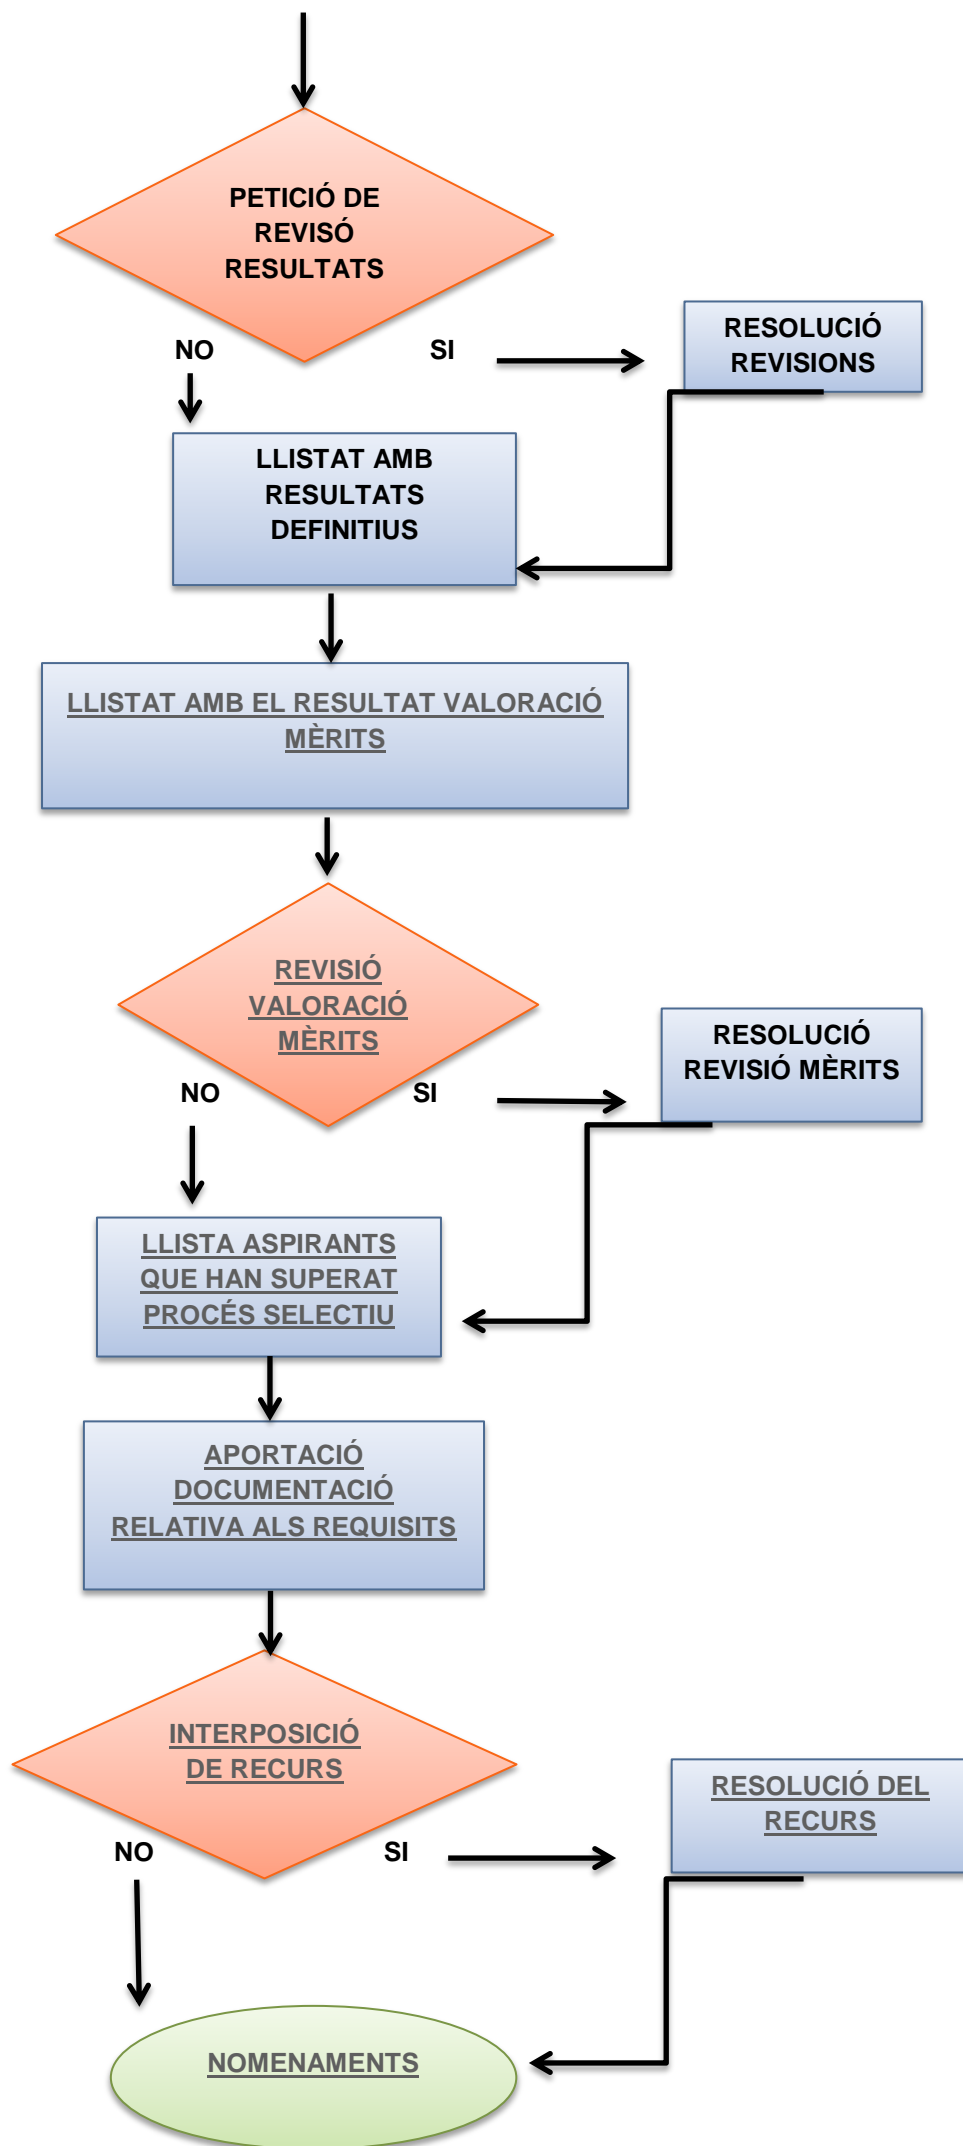 PETICIÓ DE
REVISÓ
RESULTATS
NO
SI
RESOLUCIÓ
REVISIONS
LLISTAT AMB
RESULTATS
DEFINITIUS
LLISTAT AMB EL RESULTAT VALORACIÓ
MÈRITS
REVISIÓ
VALORACIÓ
MÈRITS
NO
SI
RESOLUCIÓ
REVISIÓ MÈRITS
LLISTA ASPIRANTS
QUE HAN SUPERAT
PROCÉS SELECTIU
APORTACIÓ
DOCUMENTACIÓ
RELATIVA ALS REQUISITS
INTERPOSICIÓ
DE RECURS
NO
SI
RESOLUCIÓ DEL
RECURS
NOMENAMENTS